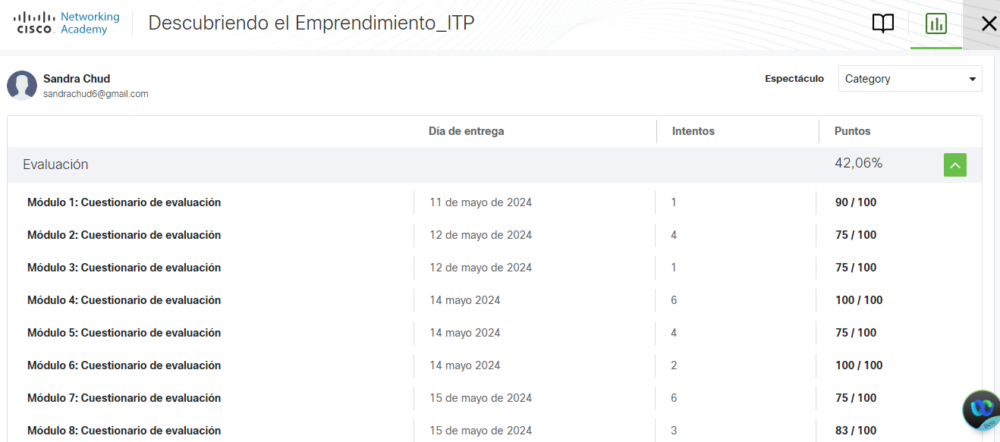 Networking
CISCO Academy
Descubriendo el Emprendimiento_ITP
Sandra Chud
sandrachud6@gmail.com
Espectáculo Category
Día de entrega Intentos Puntos
Evaluación 42,06%
Módulo 1: Cuestionario de evaluación 11 de mayo de 2024 1 90 / 100
Módulo 2: Cuestionario de evaluación 12 de mayo de 2024 4 75 / 100
Módulo 3: Cuestionario de evaluación 12 de mayo de 2024 1 75 / 100
Módulo 4: Cuestionario de evaluación 14 mayo 2024 6 100 / 100
Módulo 5: Cuestionario de evaluación 14 mayo 2024 4 75 / 100
Módulo 6: Cuestionario de evaluación 14 mayo 2024 2 100 / 100
Módulo 7: Cuestionario de evaluación 15 de mayo de 2024 6 75 / 100
Módulo 8: Cuestionario de evaluación 15 de mayo de 2024 3 83 / 100
Beta